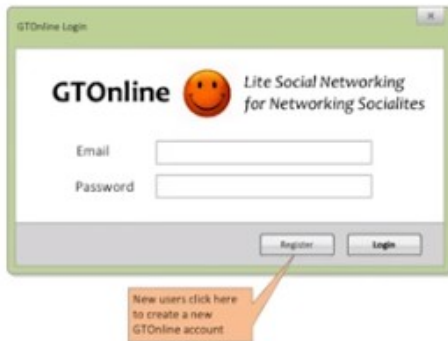 GTOnline Login
GTOnline
Lite Social Networking
for Networking Socialites
Email
Password
Register
Login
New users click here
to create a new
GTOnline account